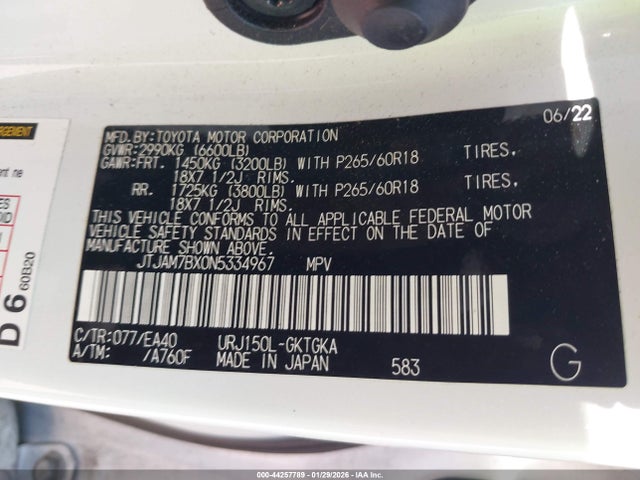 06/22
MFD.BY:TOYOTA MOTOR CORPORATION
GVWR:2990KG (6600LB)
GAWR:FRT. 1450KG (3200LB) WITH P265/60R18 TIRES,
18X7 1/2J RIMS.
RR. 1725KG (3800LB) WITH P265/60R18 TIRES,
18X7 1/2J RIMS.
THIS VEHICLE CONFORMS TO ALL APPLICABLE FEDERAL MOTOR
VEHICLE SAFETY STANDARDS IN EFFECT ON THE DATE OF
MANUFACTURE SHOWN ABOVE.
JTJAM7BX0N5334967 MPV
C/TR:077/EA40 URJ150L-GKTGKA
A/TM: /A760F MADE IN JAPAN 583 G
D 6 60B20
000-44257789 - 01/29/2026 - IAA Inc.